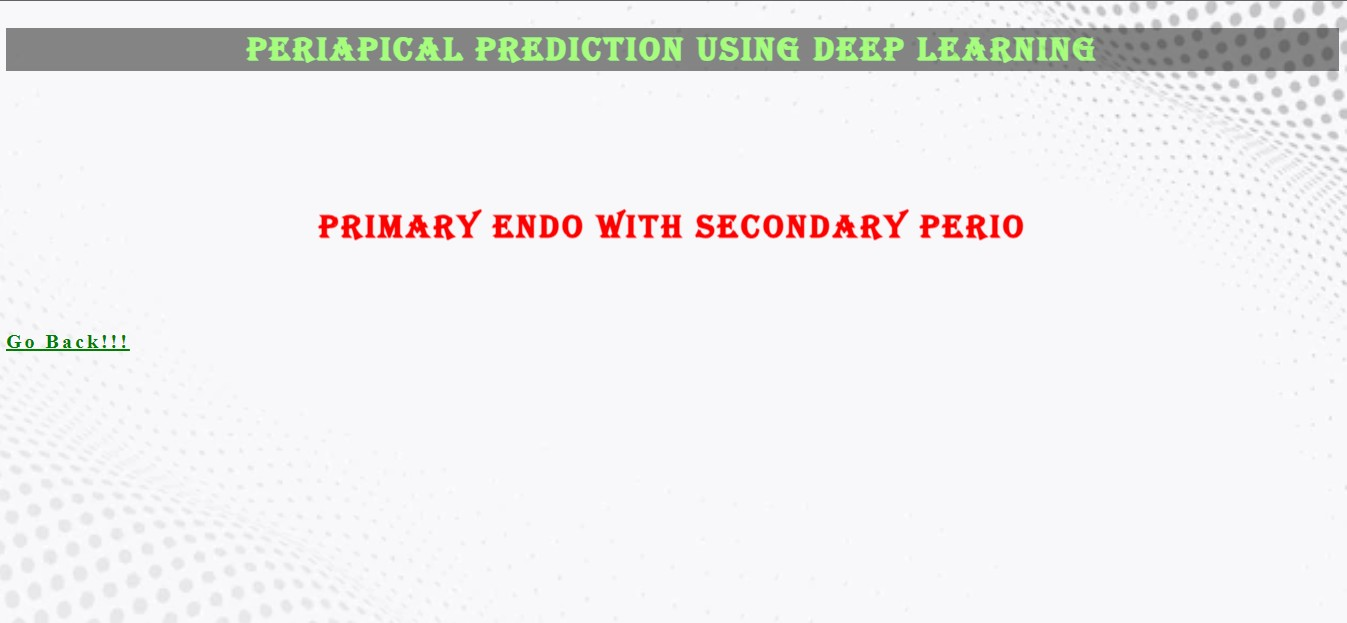 PERIAPICAL PREDICTION USING DEEP LEARNING
PRIMARY ENDO WITH SECONDARY PERIO
Go Back!!!